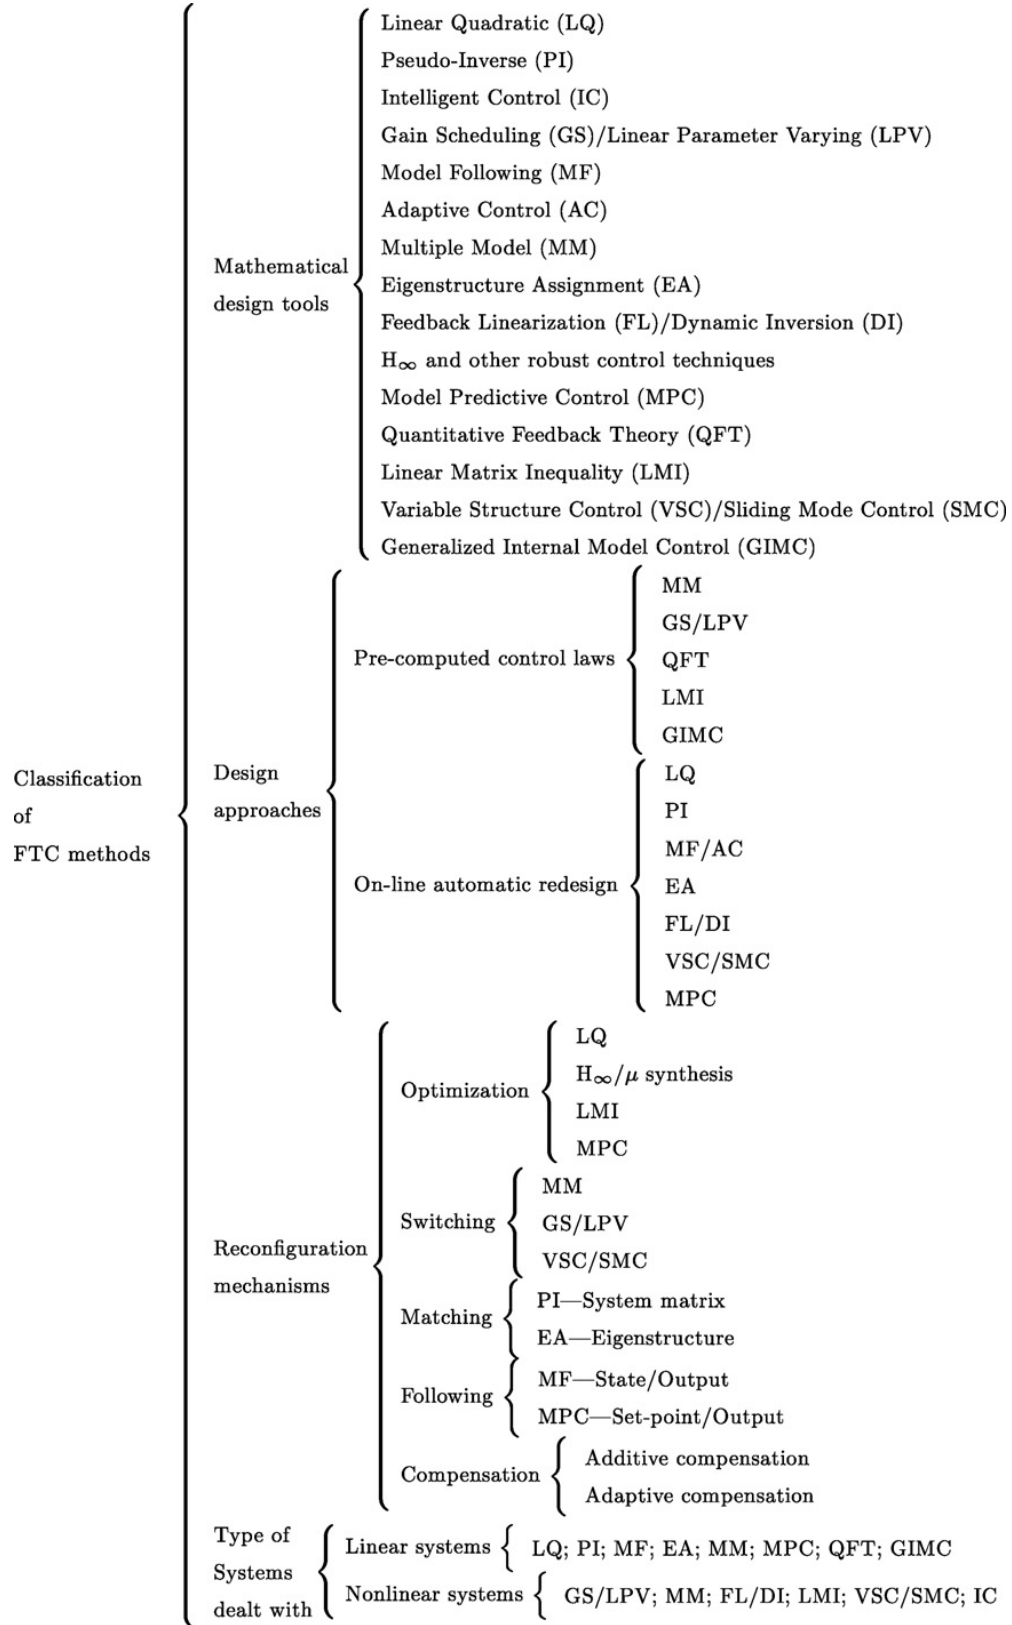 Classification
of
FTC methods
Mathematical
design tools
Linear Quadratic (LQ)
Pseudo-Inverse (PI)
Intelligent Control (IC)
Gain Scheduling (GS)/Linear Parameter Varying (LPV)
Model Following (MF)
Adaptive Control (AC)
Multiple Model (MM)
Eigenstructure Assignment (EA)
Feedback Linearization (FL)/Dynamic Inversion (DI)
H∞ and other robust control techniques
Model Predictive Control (MPC)
Quantitative Feedback Theory (QFT)
Linear Matrix Inequality (LMI)
Variable Structure Control (VSC)/Sliding Mode Control (SMC)
Generalized Internal Model Control (GIMC)
Design
approaches
Pre-computed control laws
MM
GS/LPV
QFT
LMI
GIMC
On-line automatic redesign
LQ
PI
MF/AC
EA
FL/DI
VSC/SMC
MPC
Reconfiguration
mechanisms
Optimization
LQ
H∞/μ synthesis
LMI
MPC
Switching
MM
GS/LPV
VSC/SMC
Matching
PI—System matrix
EA—Eigenstructure
Following
MF—State/Output
MPC—Set-point/Output
Compensation
Additive compensation
Adaptive compensation
Type of
Systems
dealt with
Linear systems
LQ; PI; MF; EA; MM; MPC; QFT; GIMC
Nonlinear systems
GS/LPV; MM; FL/DI; LMI; VSC/SMC; IC